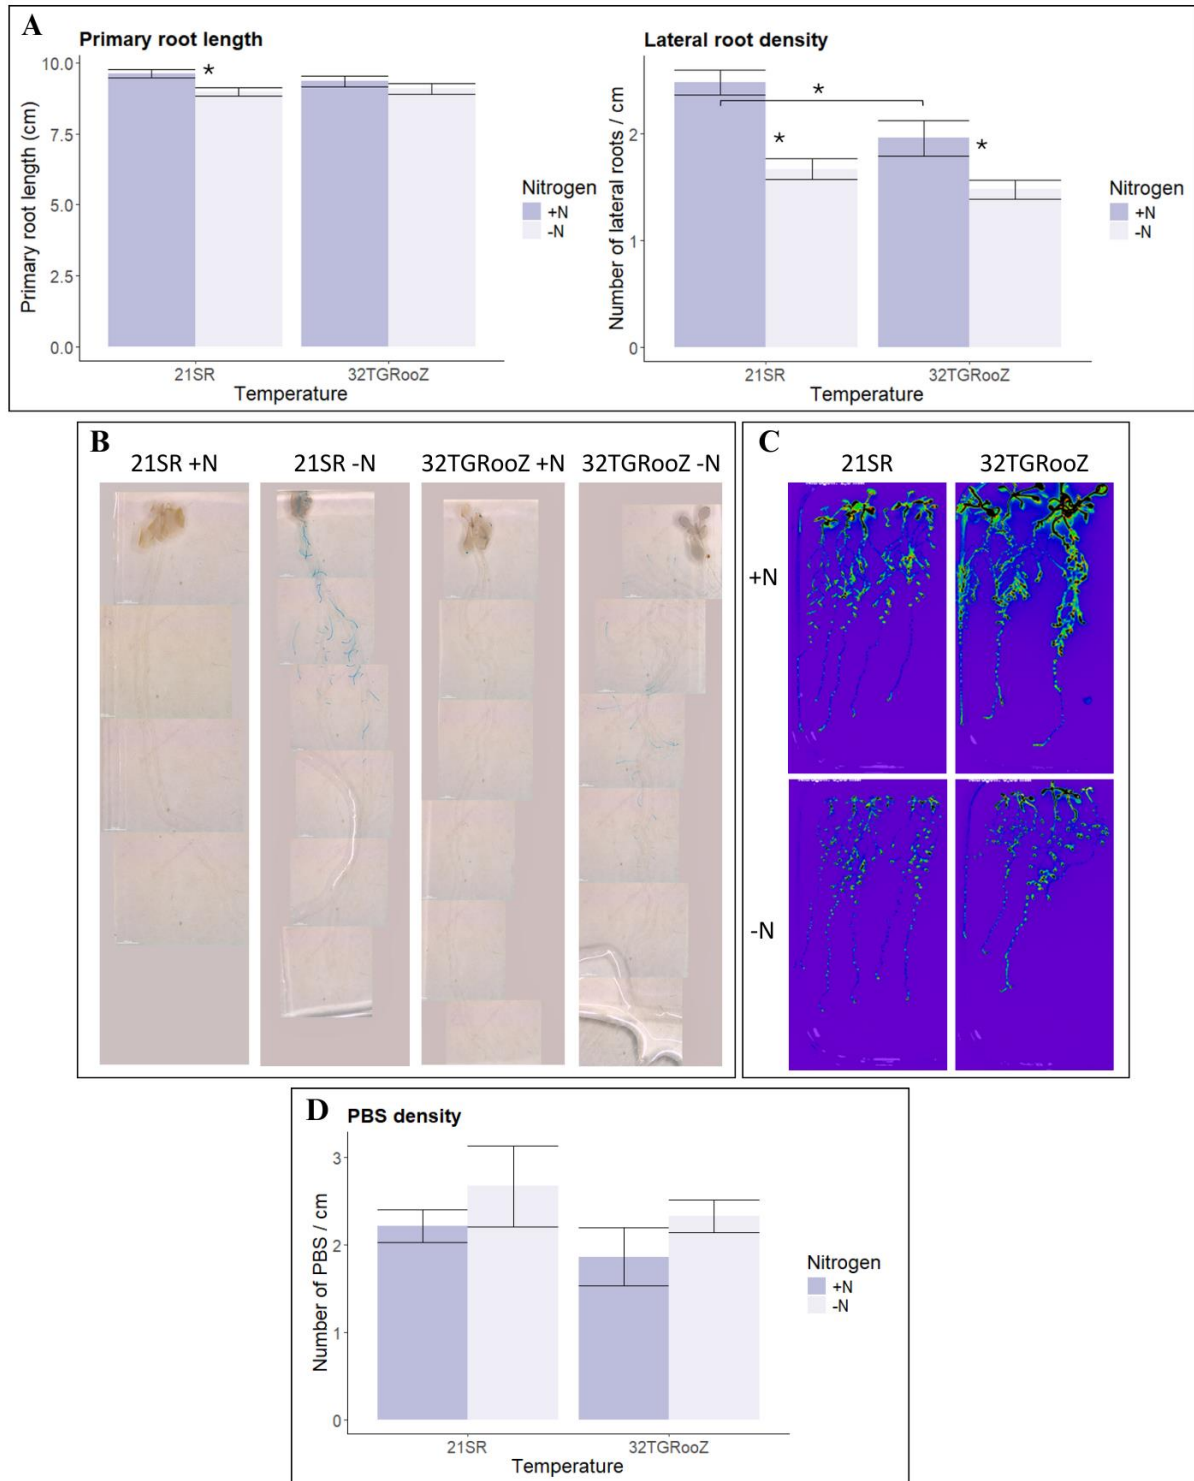 A
Primary root length
Primary root length (cm)
10.0
7.5
5.0
2.5
0.0
*
21SR
32TGRooZ
Temperature
Nitrogen
+N
-N
Lateral root density
Number of lateral roots / cm
2
1
0
*
*
*
21SR
32TGRooZ
Temperature
Nitrogen
+N
-N
B
21SR +N
21SR -N
32TGRooZ +N
32TGRooZ -N
C
21SR
32TGRooZ
+N
-N
D
PBS density
Number of PBS / cm
3
2
1
0
21SR
32TGRooZ
Temperature
Nitrogen
+N
-N